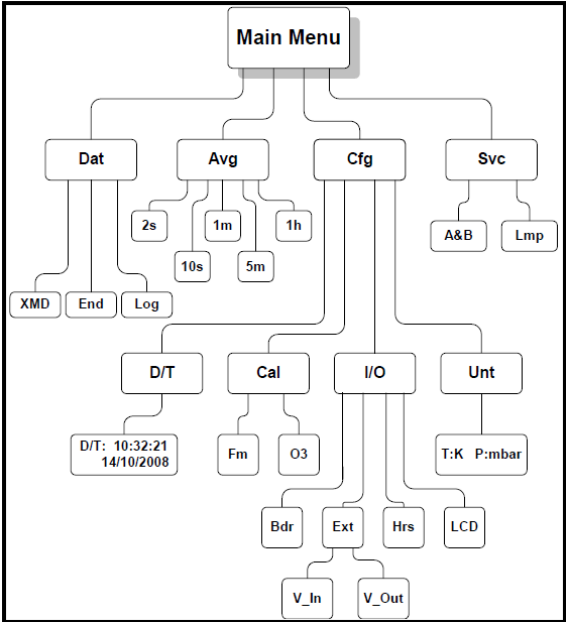 Main Menu
Dat
Avg
Cfg
Svc
2s
1m
1h
A&B
Lmp
10s
5m
XMD
End
Log
D/T
Cal
I/O
Unt
D/T: 10:32:21
14/10/2008
Fm
O3
T:K P:mbar
Bdr
Ext
Hrs
LCD
V_In
V_Out